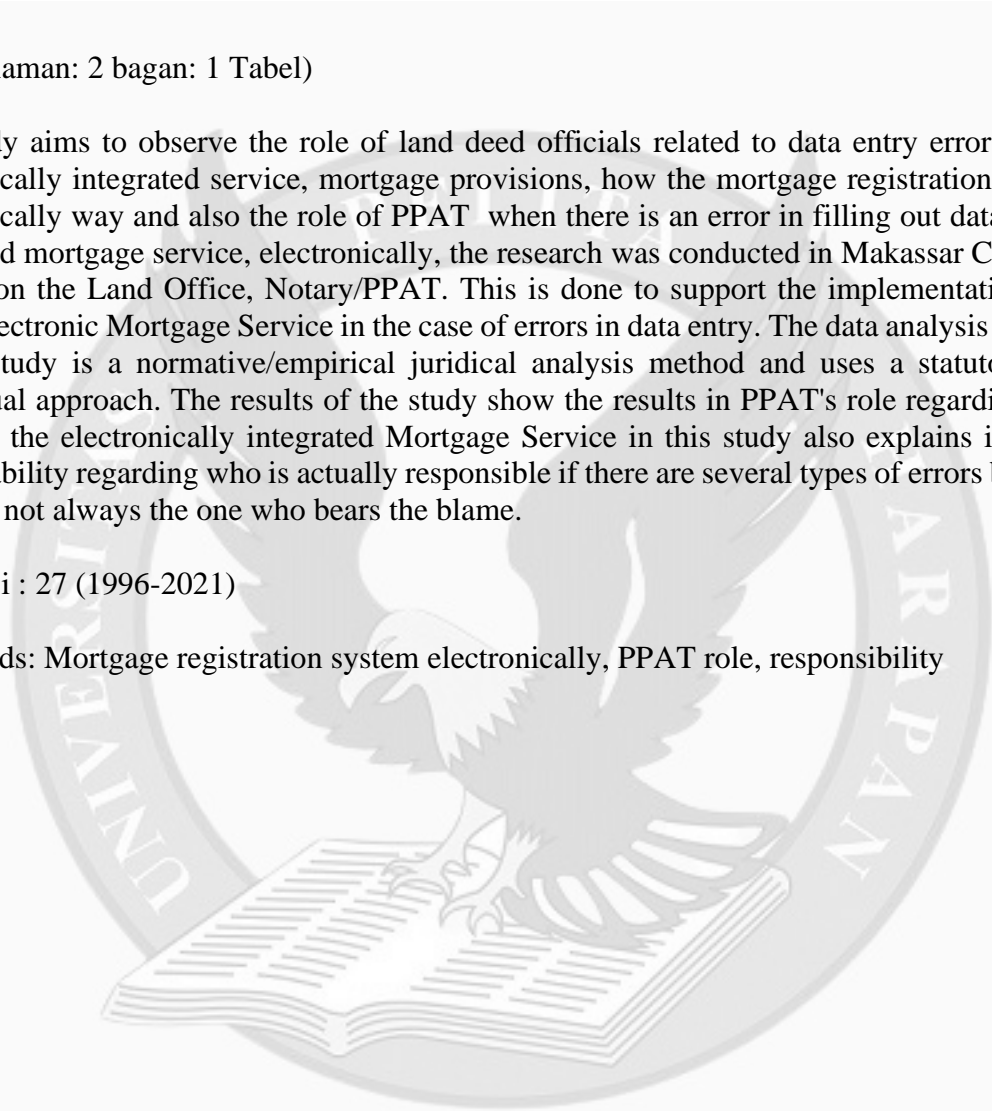 aman: 2 bagan: 1 Tabel)
ly aims to observe the role of land deed officials related to data entry error
cally integrated service, mortgage provisions, how the mortgage registration
cally way and also the role of PPAT when there is an error in filling out data
d mortgage service, electronically, the research was conducted in Makassar C
on the Land Office, Notary/PPAT. This is done to support the implementati
ectronic Mortgage Service in the case of errors in data entry. The data analysis
study is a normative/empirical juridical analysis method and uses a statuto
ual approach. The results of the study show the results in PPAT's role regardi
the electronically integrated Mortgage Service in this study also explains i
bility regarding who is actually responsible if there are several types of errors b
not always the one who bears the blame.
i : 27 (1996-2021)
ds: Mortgage registration system electronically, PPAT role, responsibility
UNIVERSITAS
PELITA
HARAPAN